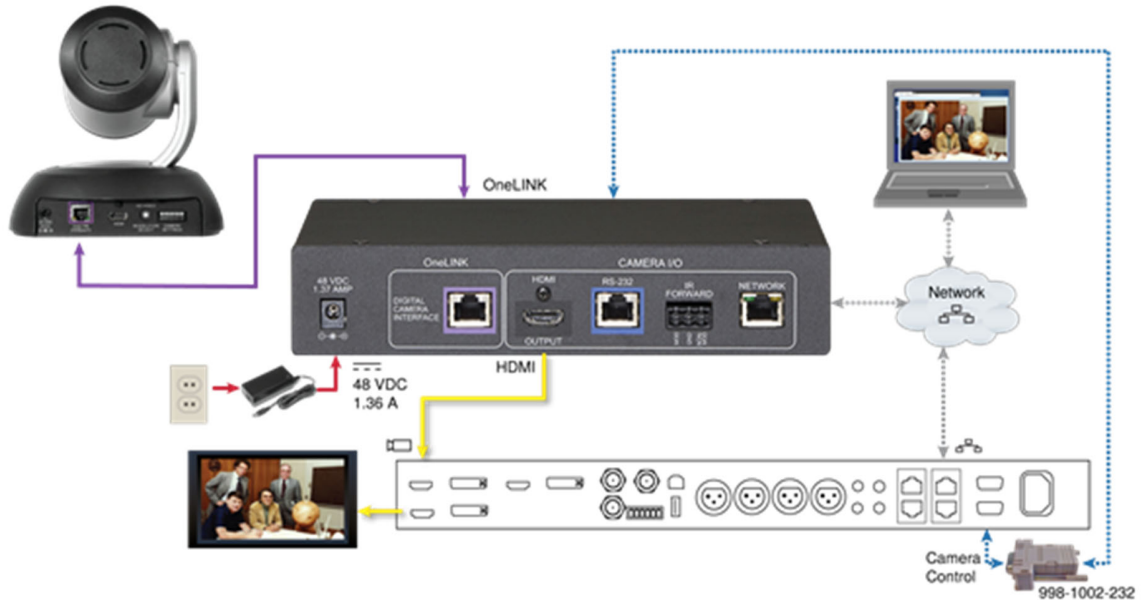 OneLINK
OneLINK
CAMERA I/O
48 VDC
1.37 AMP
HDMI
RS-232
IR
FORWARD
NETWORK
DIGITAL
CAMERA
INTERFACE
OUTPUT
HDMI
48 VDC
1.36 A
Network
Camera
Control
998-1002-232